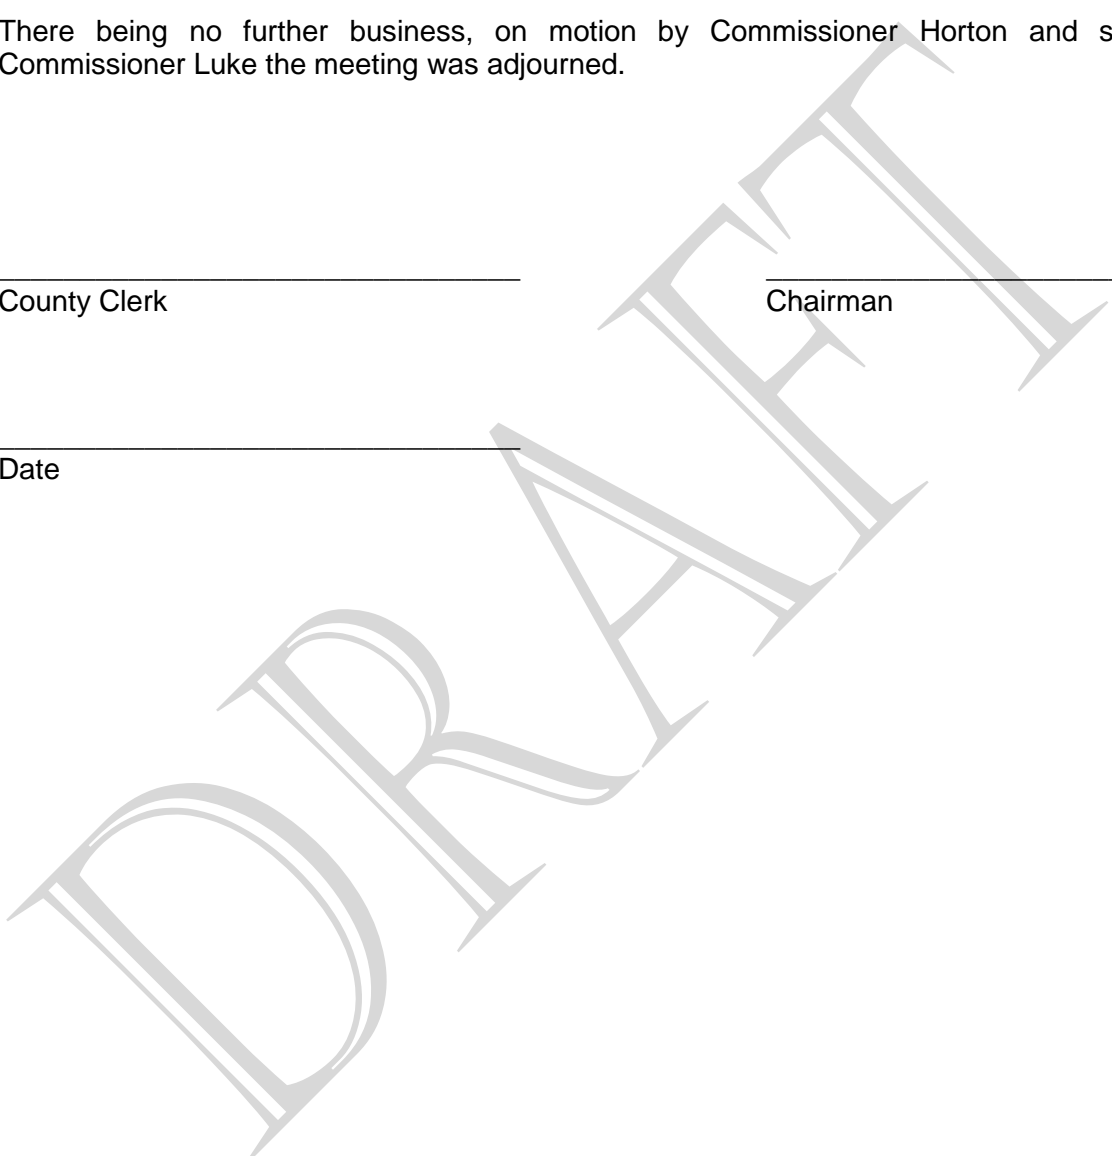 There being no further business, on motion by Commissioner Horton and s
Commissioner Luke the meeting was adjourned.
County Clerk
Chairman
Date
DRAFT